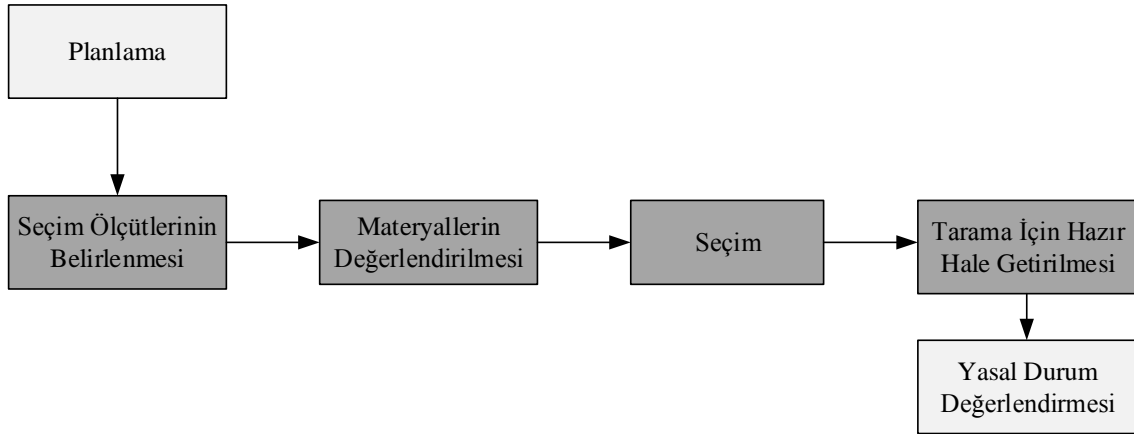 Planlama
Seçim Ölçütlerinin
Belirlenmesi
Materyallerin
Değerlendirilmesi
Seçim
Tarama İçin Hazır
Hale Getirilmesi
Yasal Durum
Değerlendirmesi